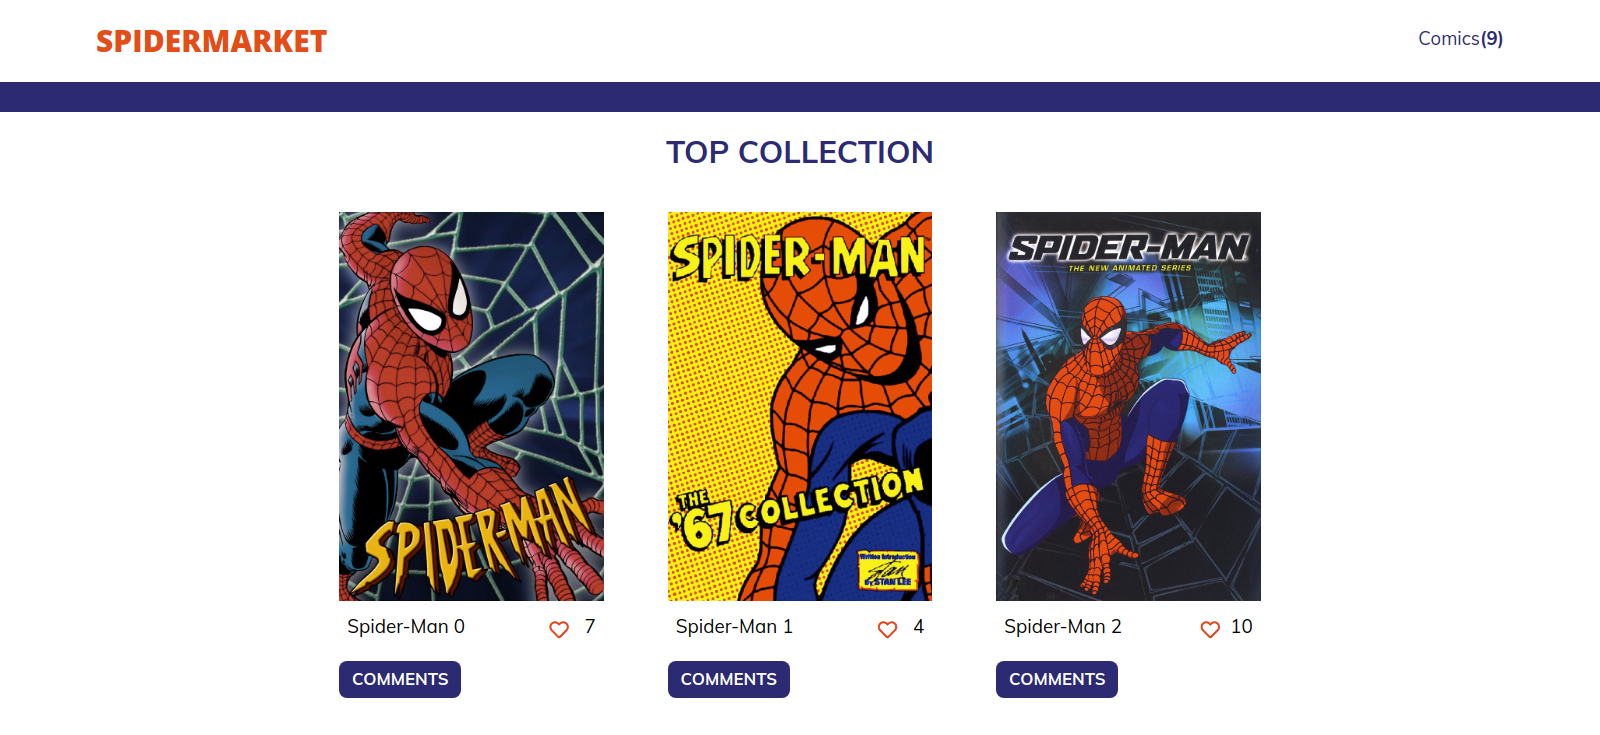 SPIDERMARKET
Comics(9)
TOP COLLECTION
SPIDER-MAN
SPIDER-MAN
THE '67 COLLECTION
Written Introduction
Stan
BY STAN LEE
SPIDER-MAN
THE NEW ANIMATED SERIES
Spider-Man 0 7
Spider-Man 1 4
Spider-Man 2 10
COMMENTS
COMMENTS
COMMENTS